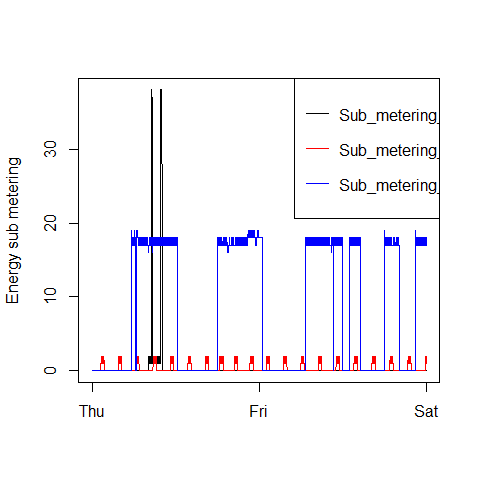 Sub_metering_
Sub_metering_
Sub_metering_
Energy sub metering
30
20
10
0
Thu Fri Sat